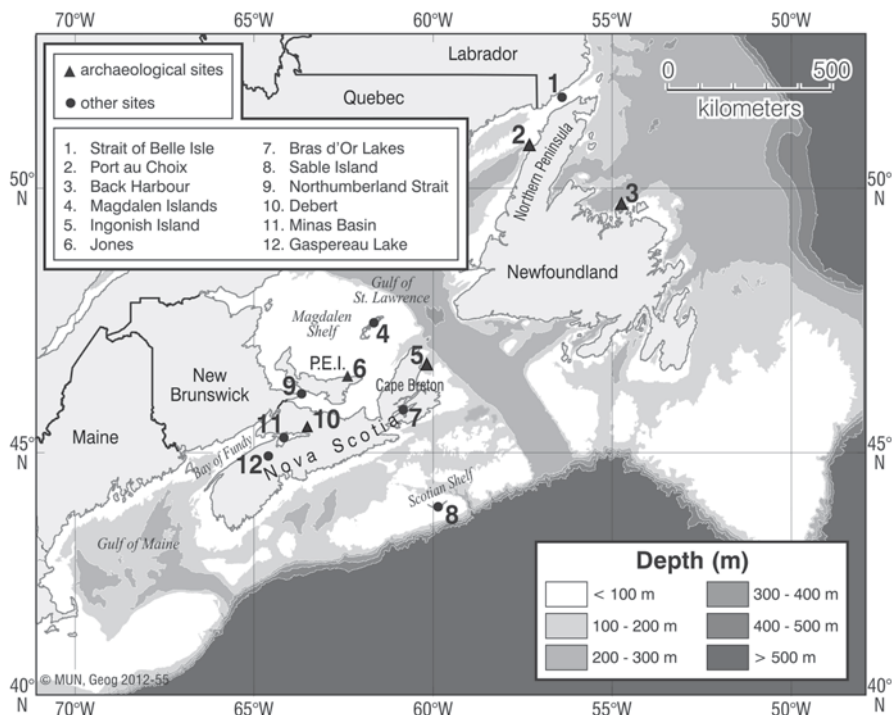 70°W 65°W 60°W 55°W 50°W
Labrador
Quebec
0 500
kilometers
▲ archaeological sites
● other sites
1. Strait of Belle Isle
2. Port au Choix
3. Back Harbour
4. Magdalen Islands
5. Ingonish Island
6. Jones
7. Bras d'Or Lakes
8. Sable Island
9. Northumberland Strait
10. Debert
11. Minas Basin
12. Gaspereau Lake
1
2
Northern Peninsula
3
50°
N
50°
N
Newfoundland
Gulf of
St. Lawrence
Magdalen
Shelf
4
5
P.E.I.
6
Cape Breton
New
Brunswick
9
7
Maine
11
10
45°
N
45°
N
Bay of Fundy
12
Nova Scotia
Scotian Shelf
8
Gulf of Maine
Depth (m)
< 100 m
100 - 200 m
200 - 300 m
300 - 400 m
400 - 500 m
> 500 m
© MUN, Geog 2012-55
40°
N
40°
N
70°W 65°W 60°W 55°W 50°W